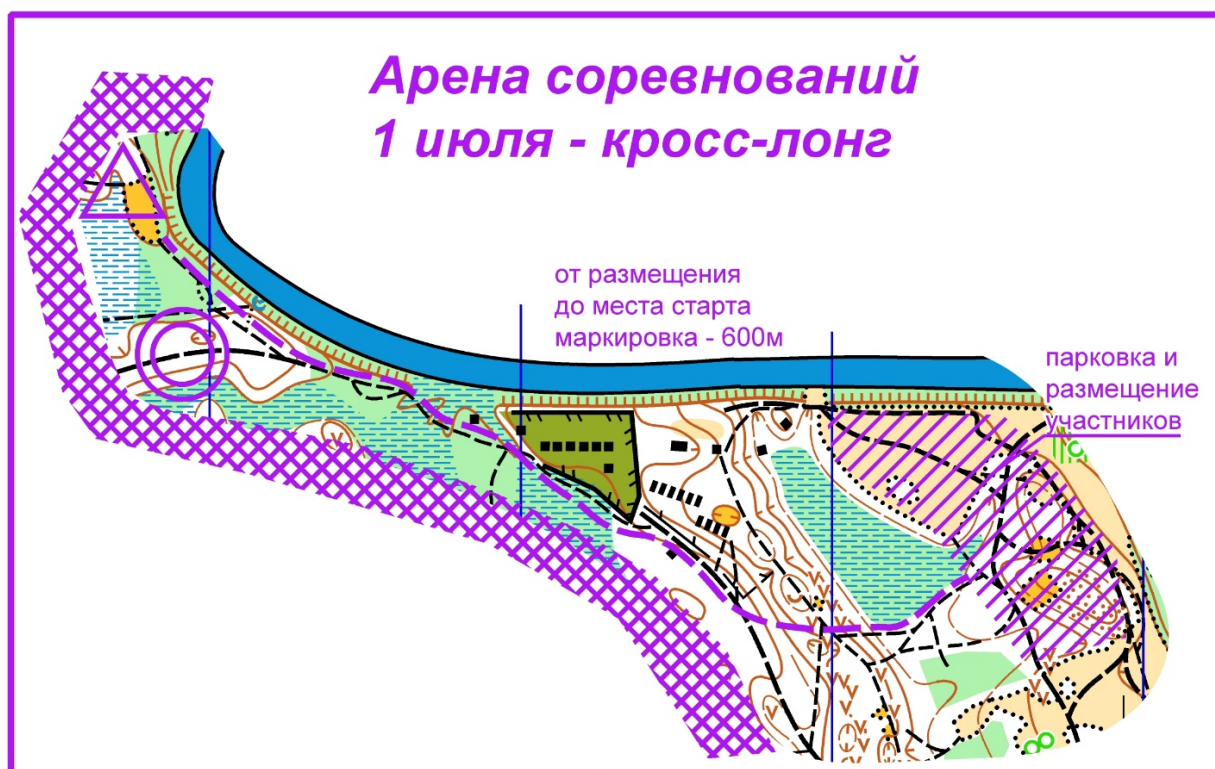 Арена соревнований
1 июля - кросс-лонг
от размещения
до места старта
маркировка - 600м
парковка и
размещение
участников